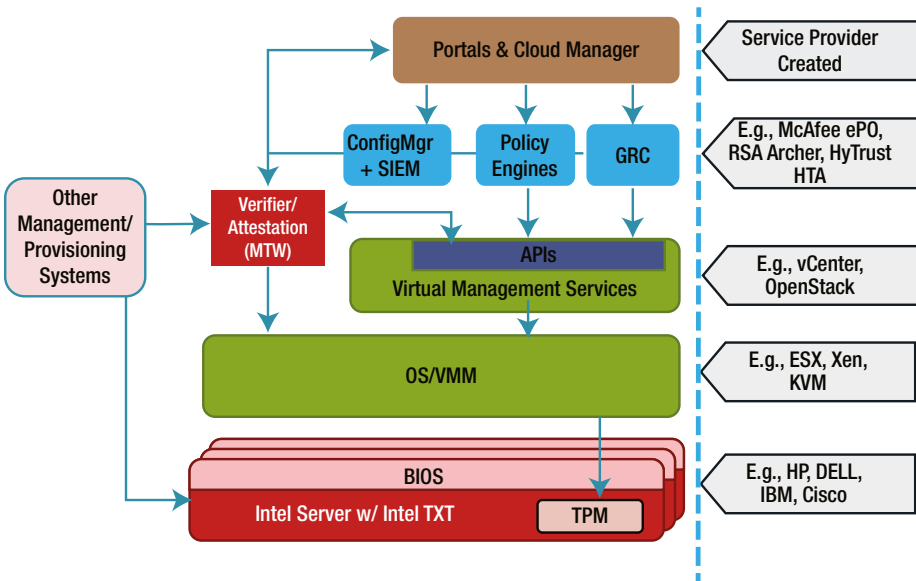 Portals & Cloud Manager
Service Provider
Created
ConfigMgr
+ SIEM
Policy
Engines
GRC
E.g., McAfee ePO,
RSA Archer, HyTrust
HTA
Other
Management/
Provisioning
Systems
Verifier/
Attestation
(MTW)
APIs
Virtual Management Services
E.g., vCenter,
OpenStack
OS/VMM
E.g., ESX, Xen,
KVM
BIOS
Intel Server w/ Intel TXT
TPM
E.g., HP, DELL,
IBM, Cisco